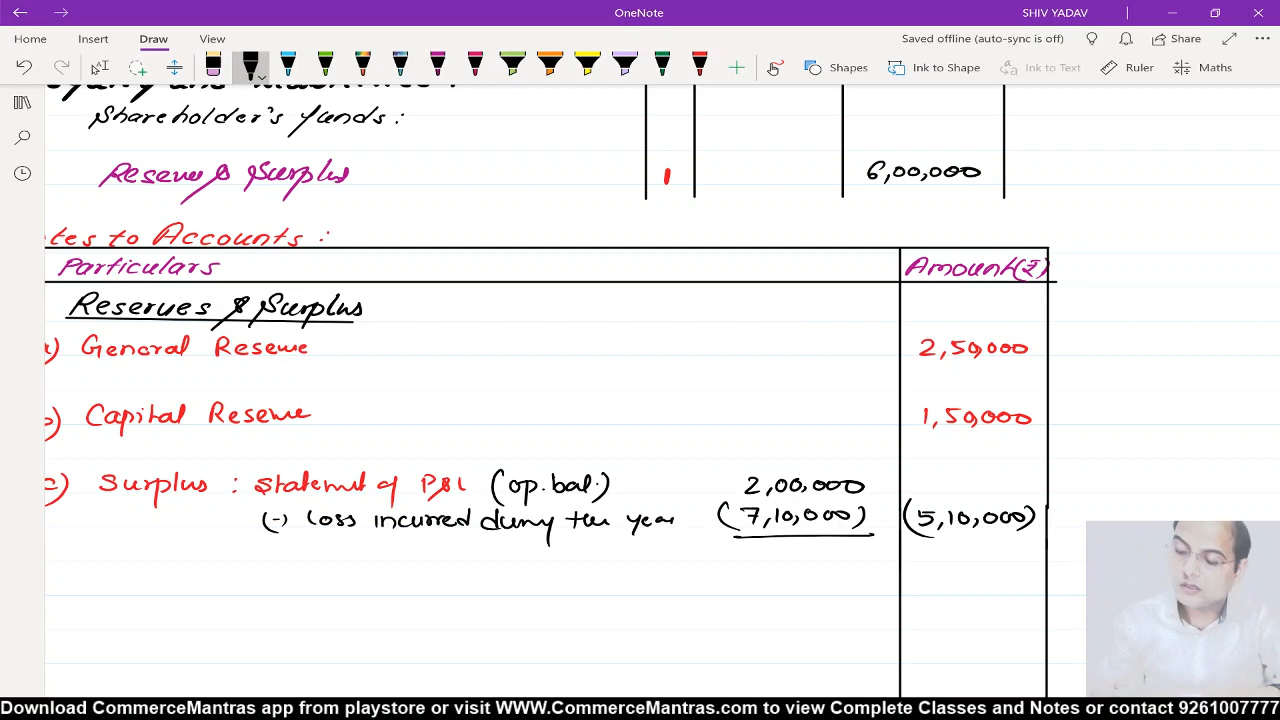 OneNote
SHIV YADAV
Home Insert Draw View
Saved offline (auto-sync is off)
Share
Shapes
Ink to Shape
Ink to Text
Ruler
Maths
Shareholder's funds :
Reserve & Surplus 1 6,00,000
tes to Accounts :
Particulars Amount(₹)
Reserves & Surplus
a) General Reserve 2,50,000
b) Capital Reserve 1,50,000
c) Surplus : Statement of P&L (op.bal.) 2,00,000
(-) loss incurred during the year (7,10,000) (5,10,000)
Download CommerceMantras app from playstore or visit WWW.CommerceMantras.com to view Complete Classes and Notes or contact 9261007777